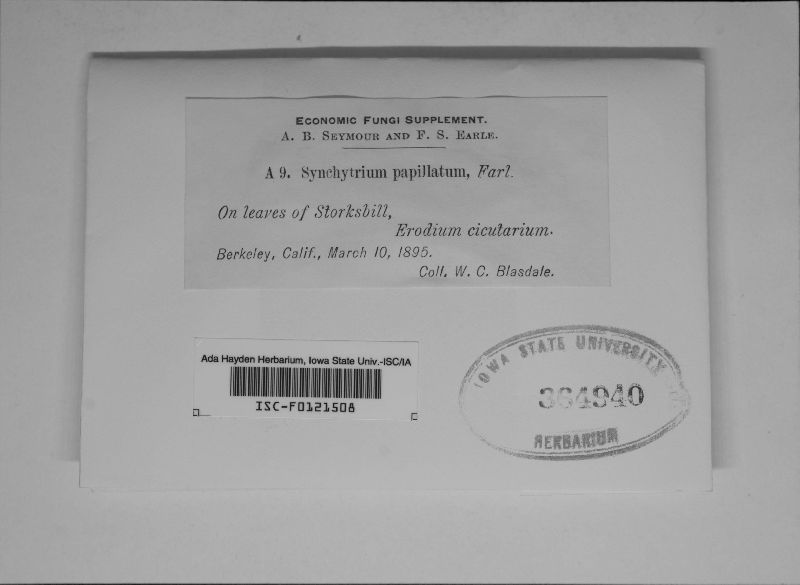 ECONOMIC FUNGI SUPPLEMENT.
A. B. SEYMOUR AND F. S. EARLE.
A 9. Synchytrium papillatum, Farl.
On leaves of Storksbill,
Erodium cicutarium.
Berkeley, Calif., March 10, 1895.
Coll. W. C. Blasdale.
Ada Hayden Herbarium, Iowa State Univ.-ISC/IA
ISC-F0121508
IOWA STATE UNIVERSITY
364940
HERBARIUM